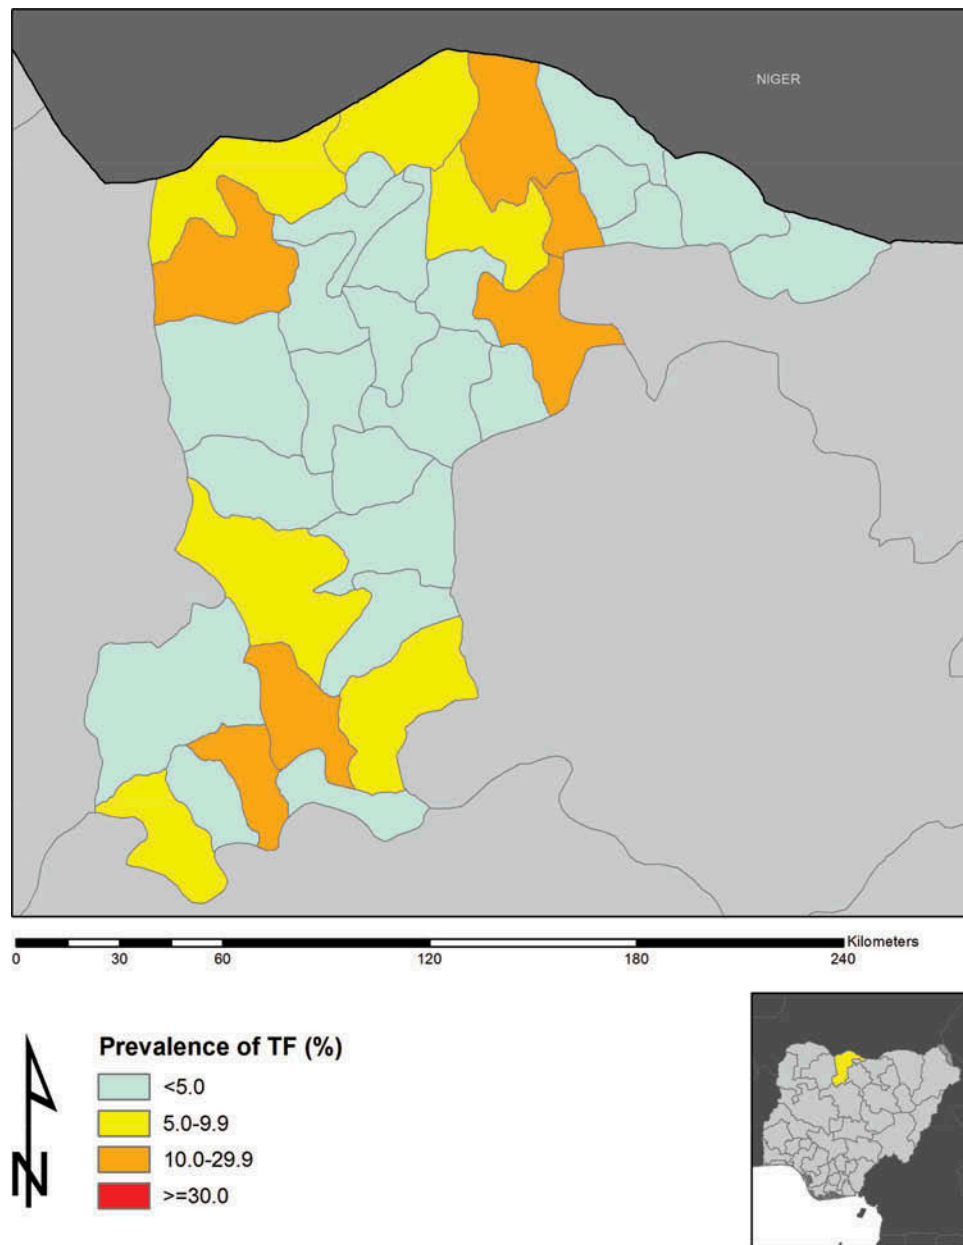 NIGER
Kilometers
0 30 60 120 180 240
N
Prevalence of TF (%)
<5.0
5.0-9.9
10.0-29.9
>=30.0